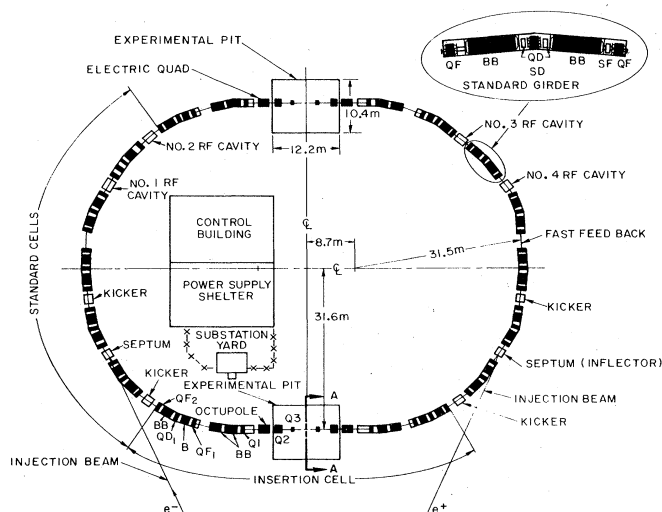 EXPERIMENTAL PIT
ELECTRIC QUAD
QF
BB
QD
SD
BB
SF
QF
STANDARD GIRDER
10.4m
12.2m
NO. 3 RF CAVITY
NO. 2 RF CAVITY
NO. 1 RF
CAVITY
NO. 4 RF CAVITY
STANDARD CELLS
CONTROL
BUILDING
℄
8.7m
31.5m
FAST FEED BACK
℄
POWER SUPPLY
SHELTER
31.6m
KICKER
KICKER
SUBSTATION
YARD
SEPTUM
SEPTUM (INFLECTOR)
KICKER
EXPERIMENTAL PIT
A
QF2
OCTUPOLE
Q3
INJECTION BEAM
KICKER
BB
QD1
B
QF1
BB
Q1
Q2
A
INJECTION BEAM
INSERTION CELL
e-
e+